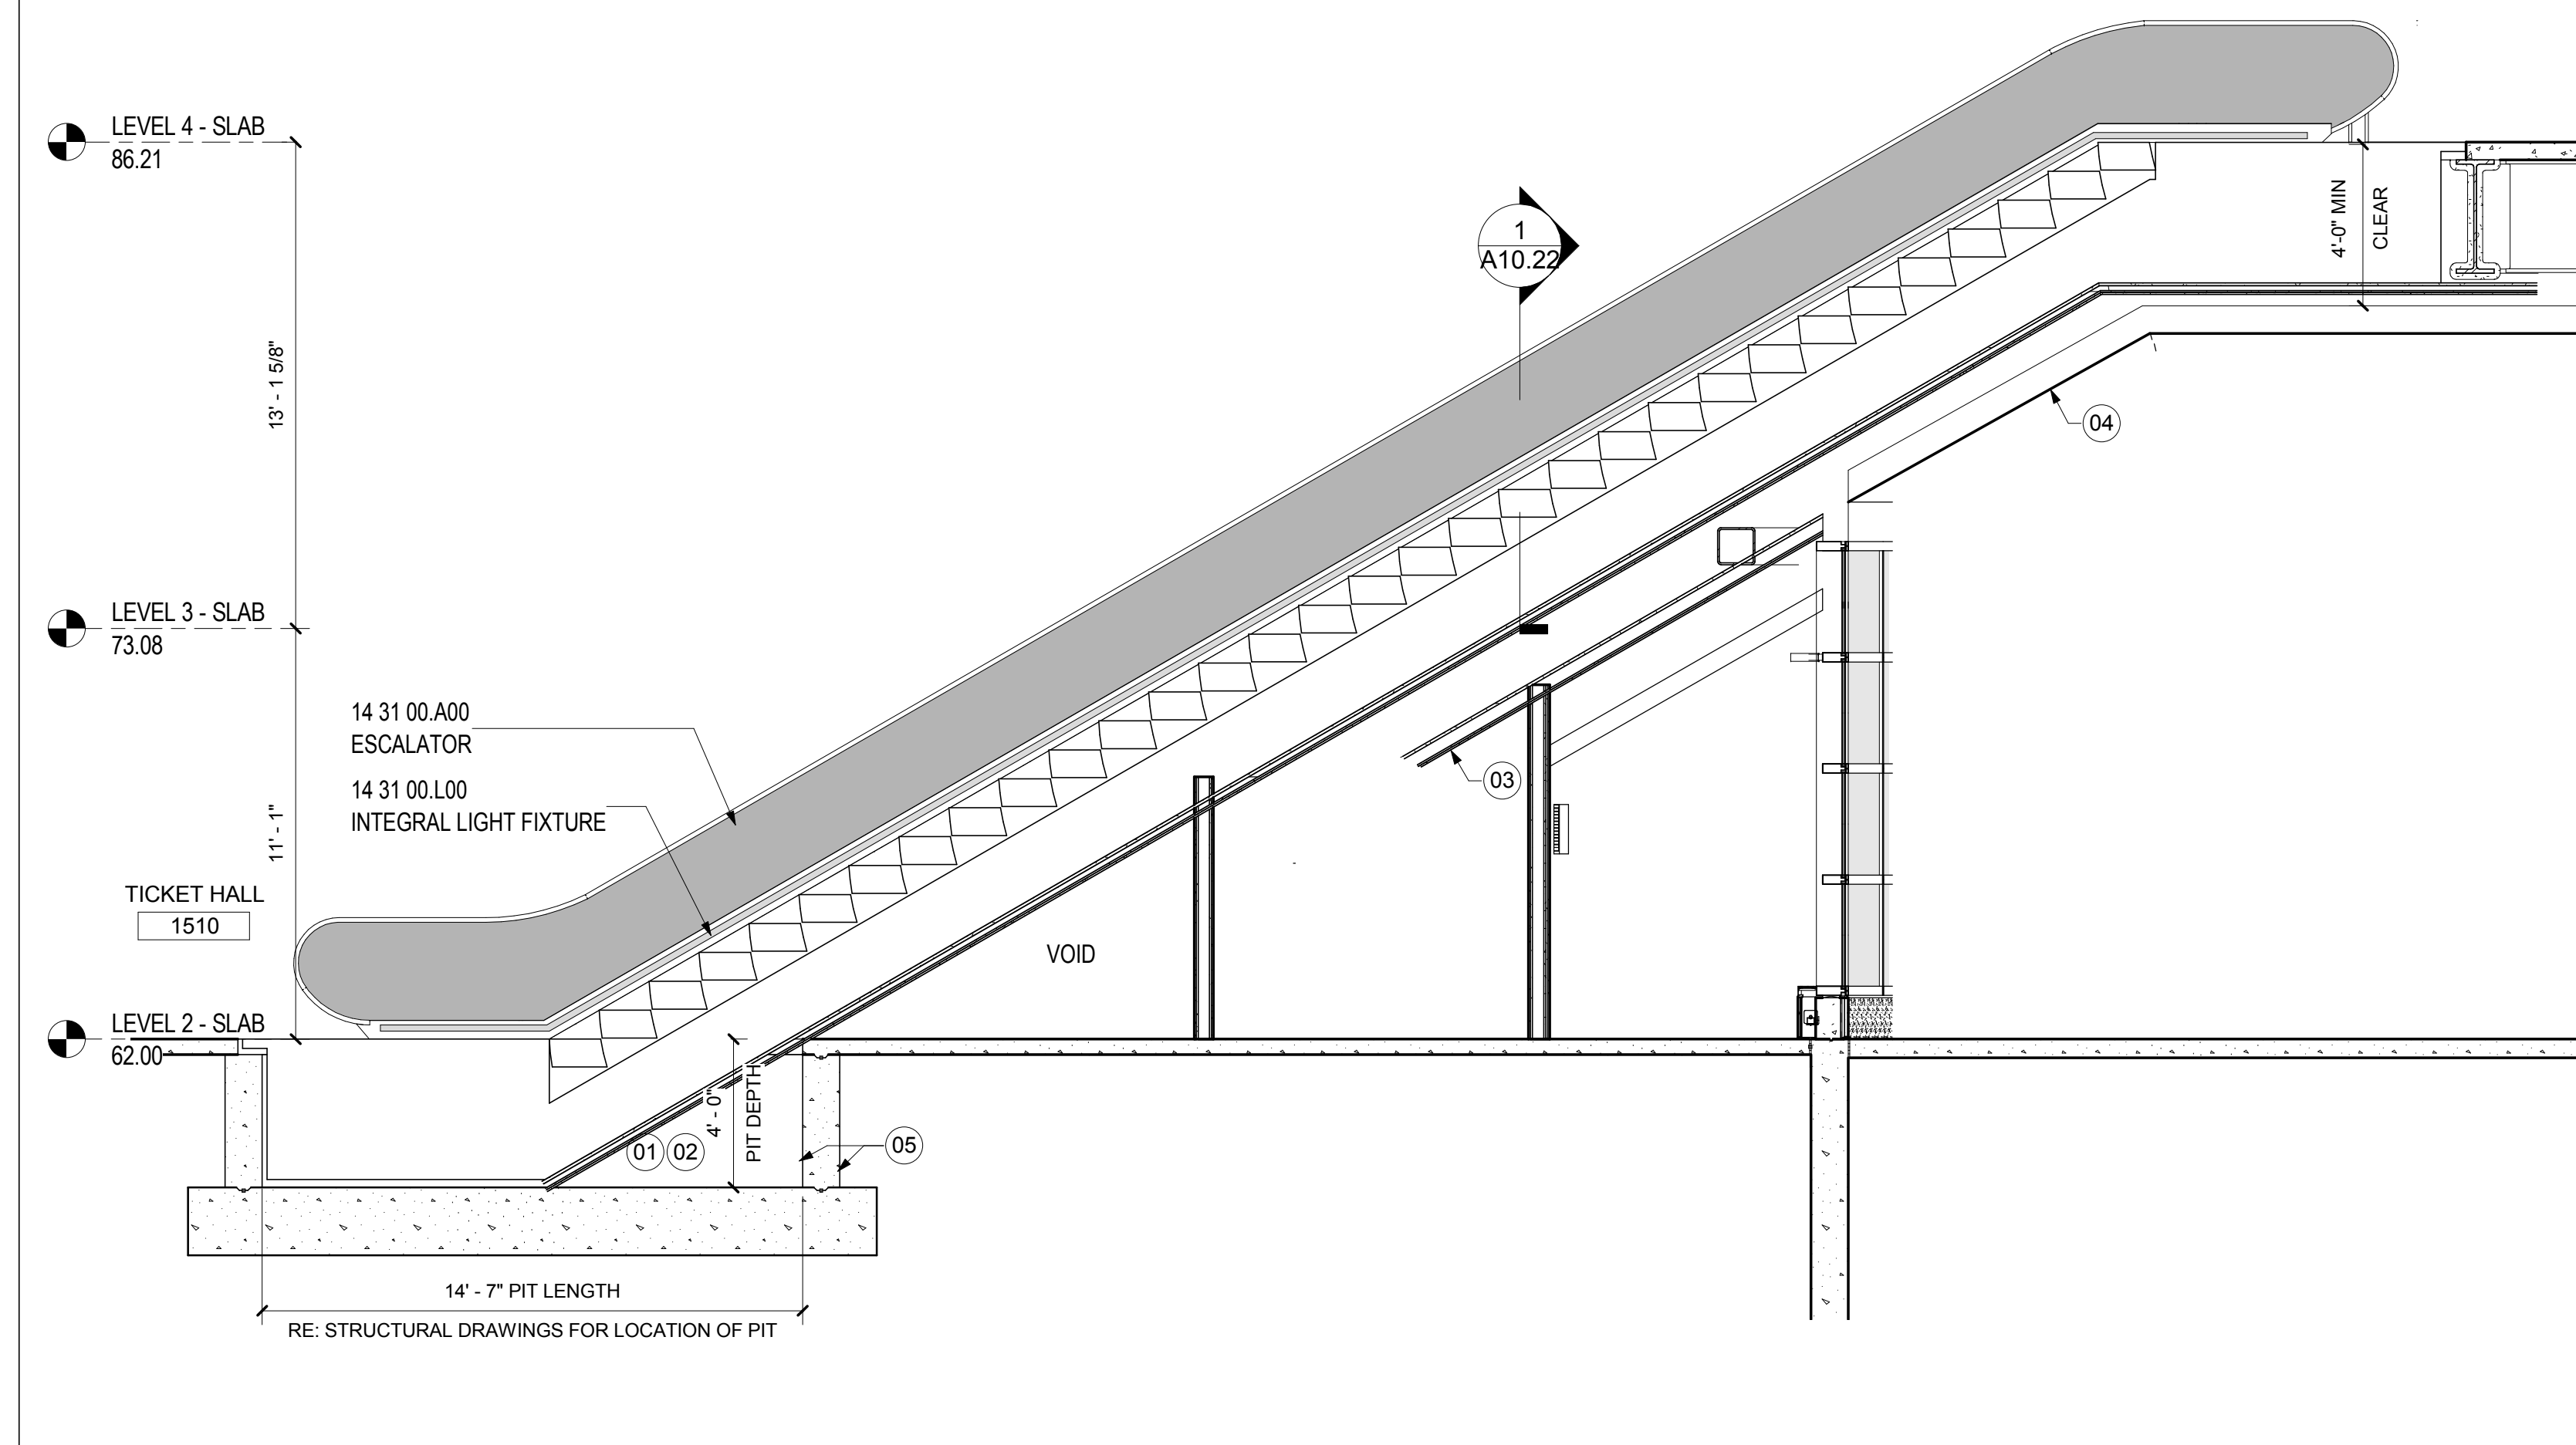 LEVEL 4 - SLAB
86.21
13' - 1 5/8"
LEVEL 3 - SLAB
73.08
11' - 1"
14 31 00.A00
ESCALATOR
14 31 00.L00
INTEGRAL LIGHT FIXTURE
TICKET HALL
1510
LEVEL 2 - SLAB
62.00
1
A10.22
4'-0" MIN
CLEAR
04
03
VOID
01
02
4' - 0"
PIT DEPTH
05
14' - 7" PIT LENGTH
RE: STRUCTURAL DRAWINGS FOR LOCATION OF PIT